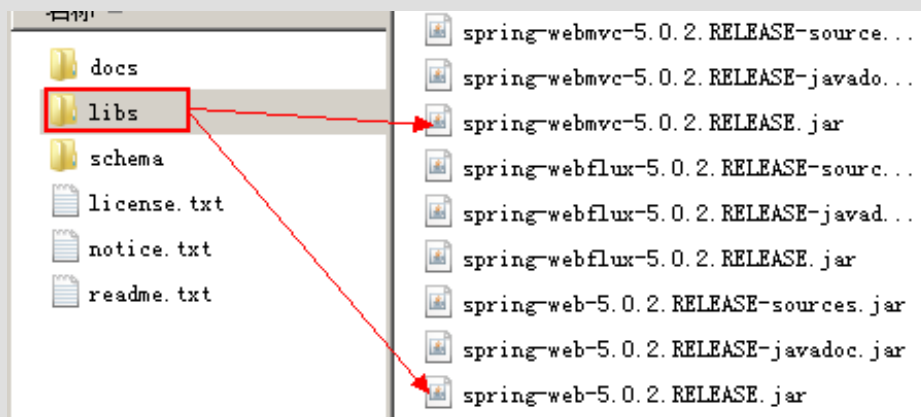 名称
docs
libs
schema
license.txt
notice.txt
readme.txt
spring-webmvc-5.0.2.RELEASE-source...
spring-webmvc-5.0.2.RELEASE-javado...
spring-webmvc-5.0.2.RELEASE.jar
spring-webflux-5.0.2.RELEASE-sourc...
spring-webflux-5.0.2.RELEASE-javad...
spring-webflux-5.0.2.RELEASE.jar
spring-web-5.0.2.RELEASE-sources.jar
spring-web-5.0.2.RELEASE-javadoc.jar
spring-web-5.0.2.RELEASE.jar